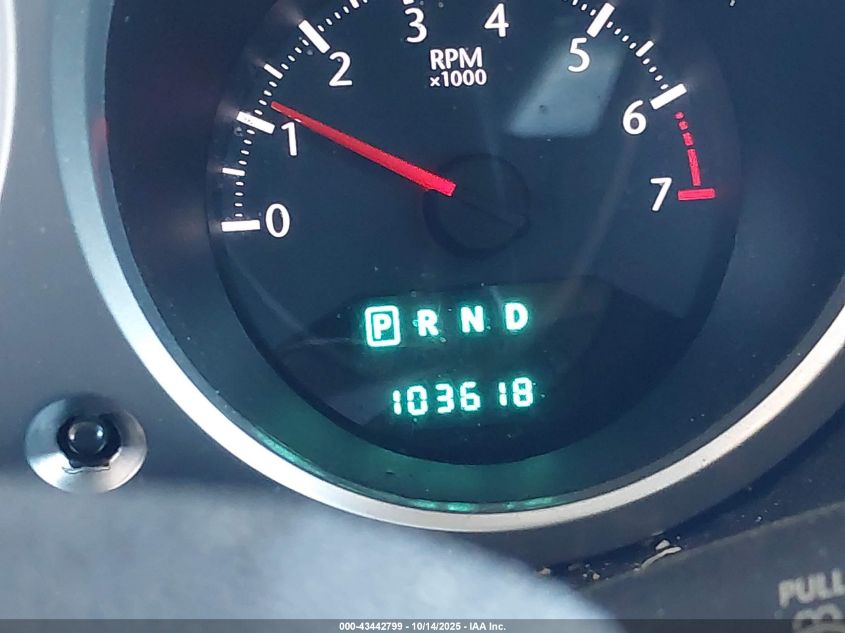 0 1 2 3 4 5 6 7
RPM
x1000
P R N D
103618
PULL
000-43442799 - 10/14/2025 - IAA Inc.